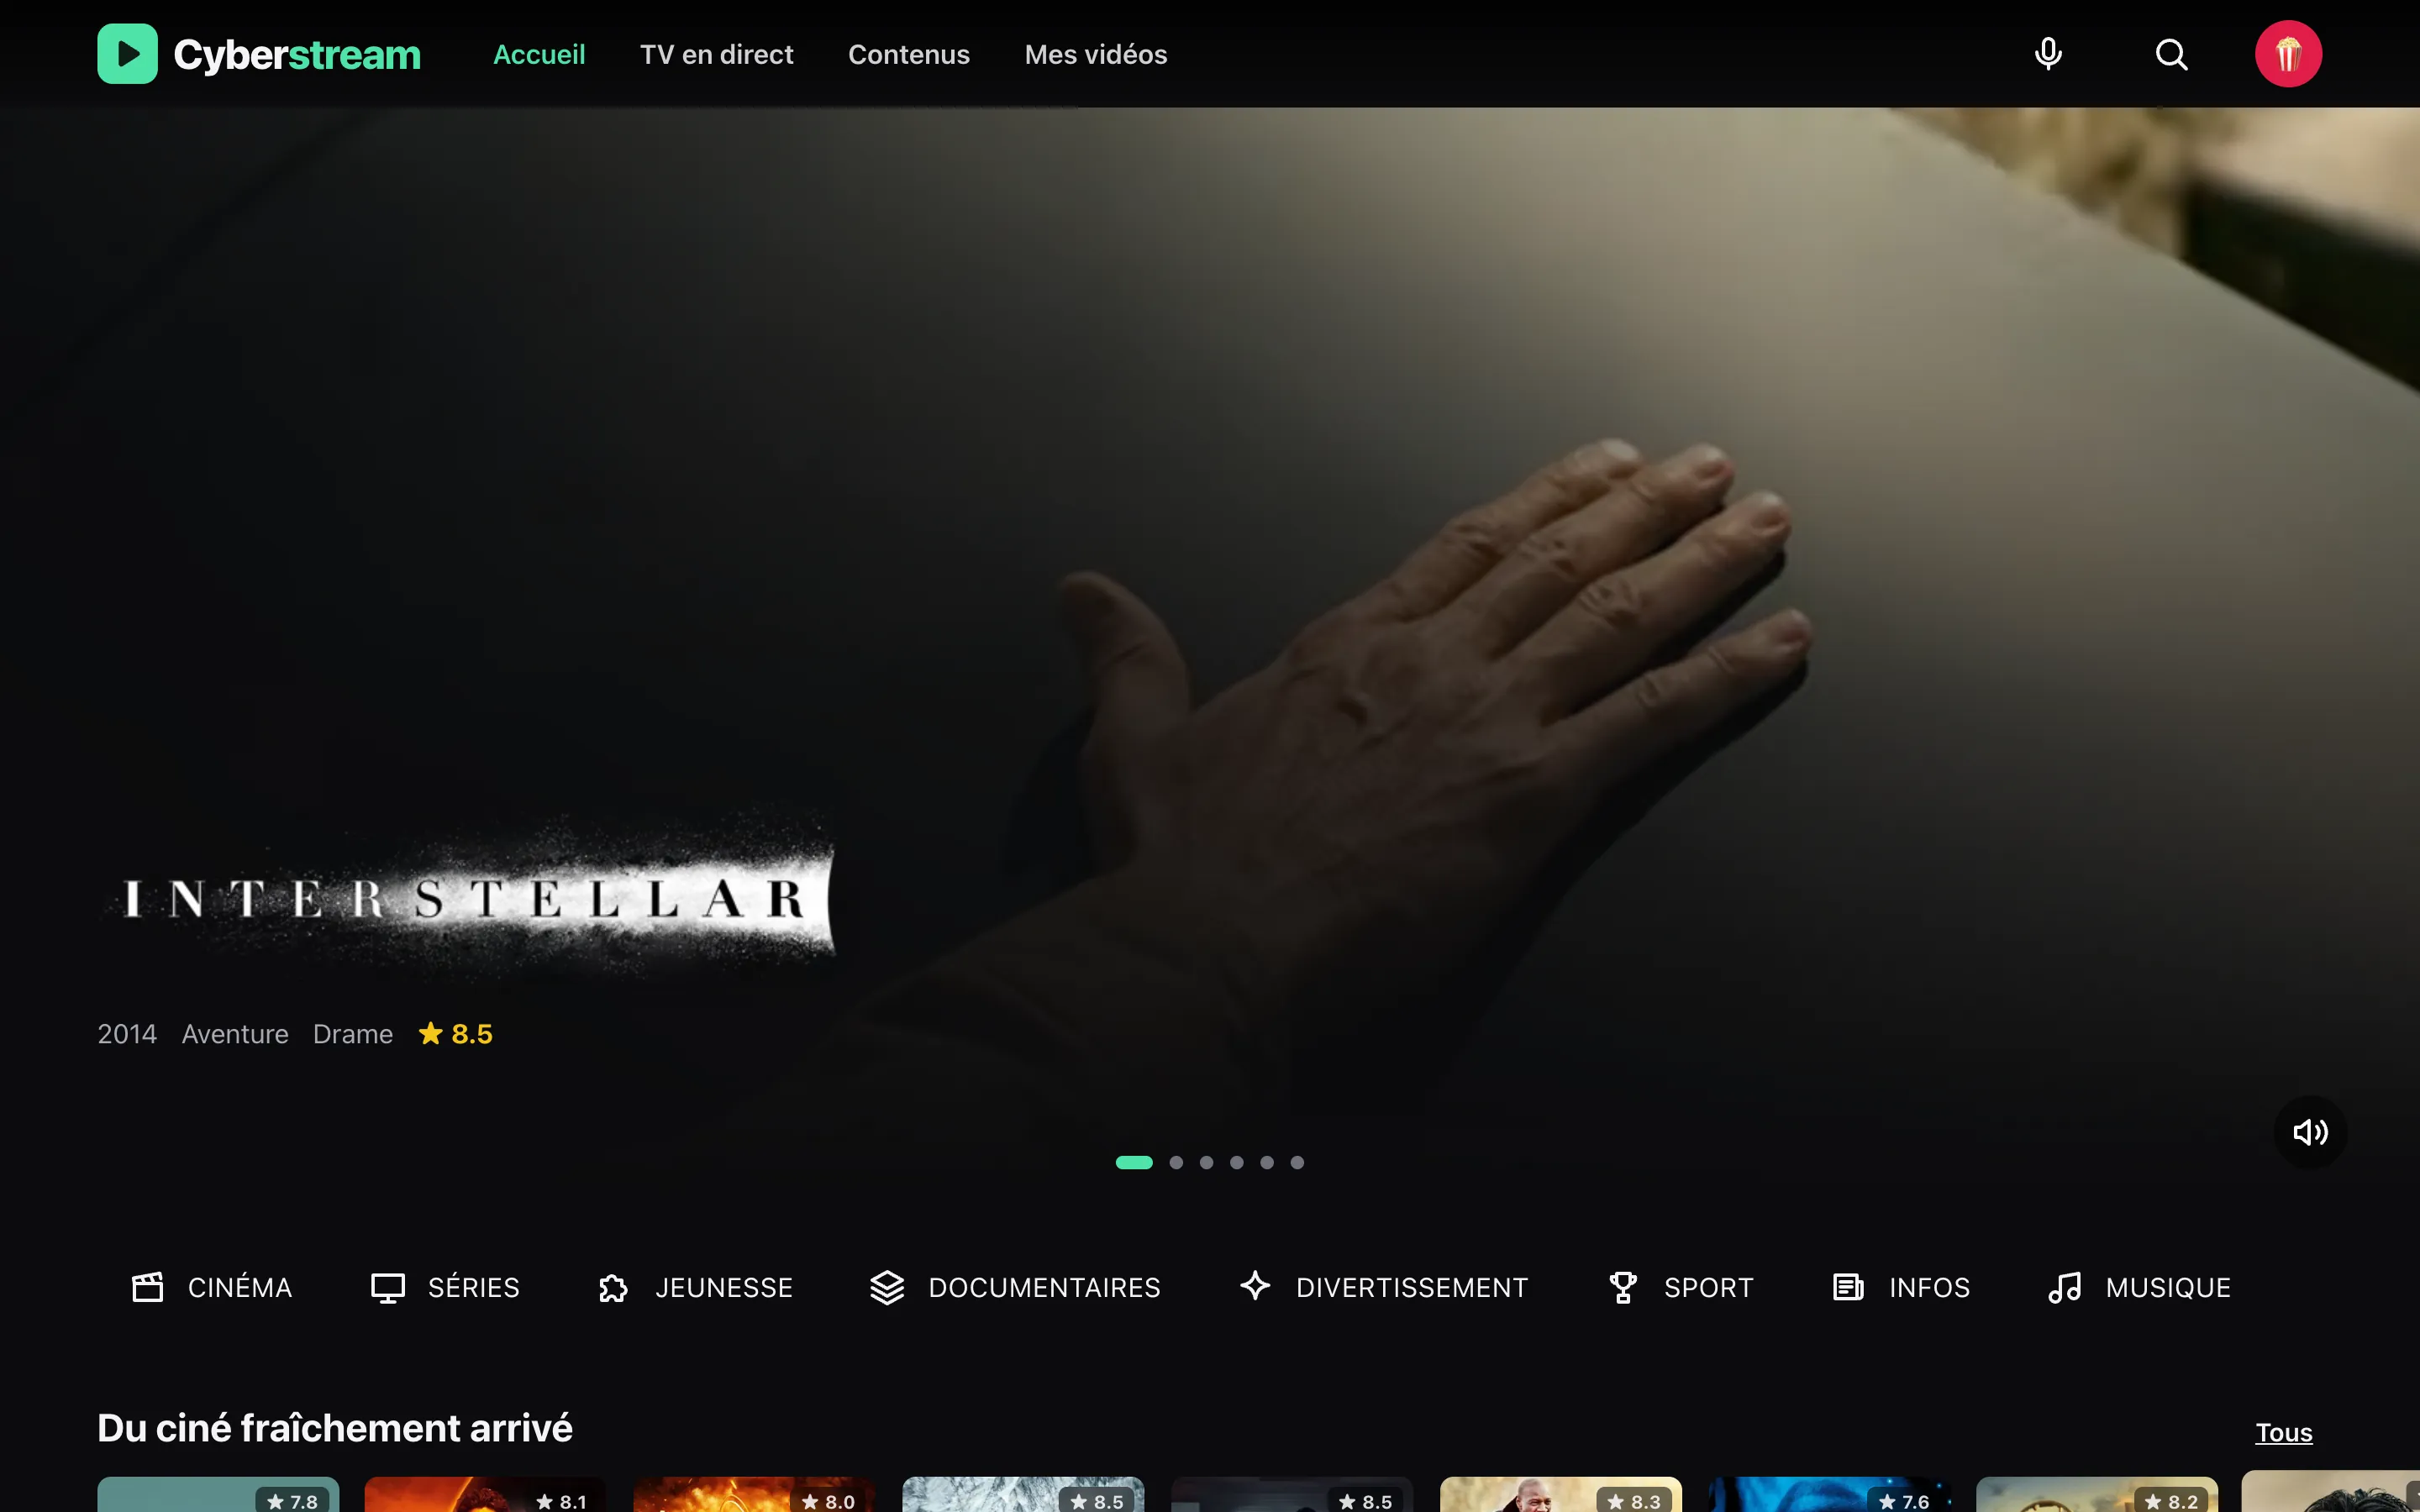 Cyberstream
Accueil
TV en direct
Contenus
Mes vidéos
INTERSTELLAR
2014 Aventure Drame ★ 8.5
CINÉMA
SÉRIES
JEUNESSE
DOCUMENTAIRES
DIVERTISSEMENT
SPORT
INFOS
MUSIQUE
Du ciné fraîchement arrivé
Tous
★ 7.8
★ 8.1
★ 8.0
★ 8.5
★ 8.5
★ 8.3
★ 7.6
★ 8.2